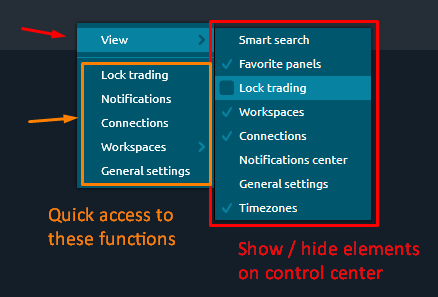 View
Lock trading
Notifications
Connections
Workspaces
General settings
Smart search
Favorite panels
Lock trading
Workspaces
Connections
Notifications center
General settings
Timezones
Quick access to
these functions
Show / hide elements
on control center